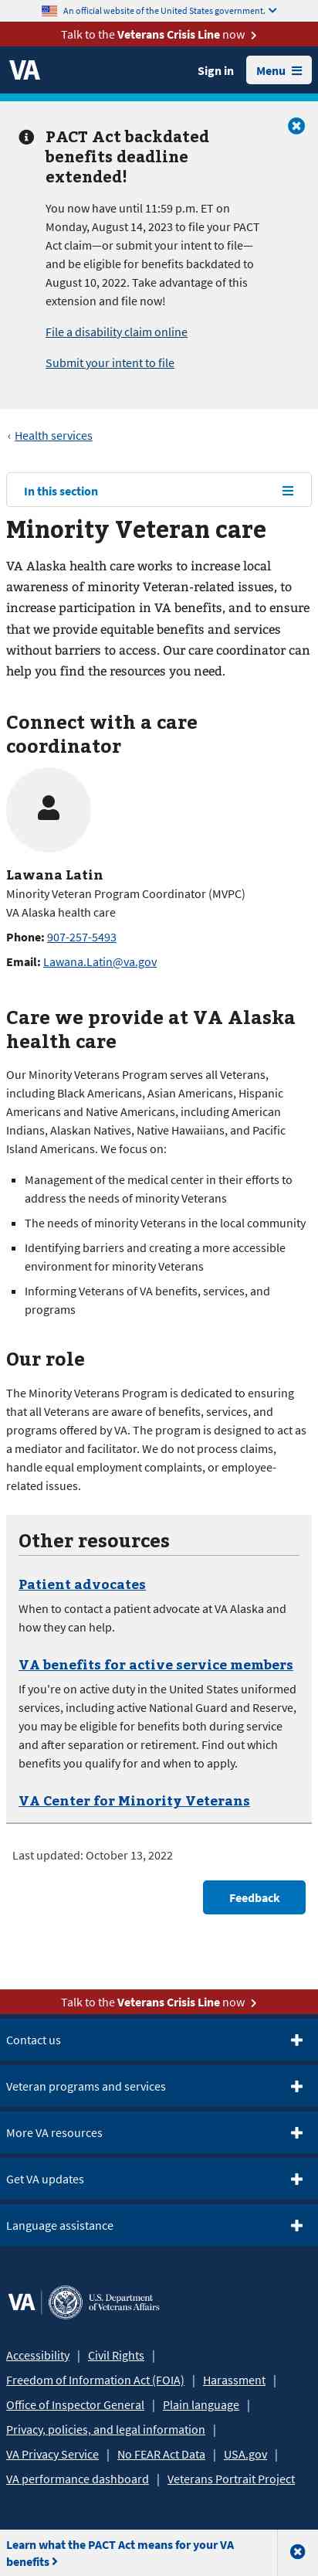 An official website of the United States government.
Talk to the Veterans Crisis Line now
VA
Sign in
Menu
PACT Act backdated
benefits deadline
extended!
You now have until 11:59 p.m. ET on
Monday, August 14, 2023 to file your PACT
Act claim—or submit your intent to file—
and be eligible for benefits backdated to
August 10, 2022. Take advantage of this
extension and file now!
File a disability claim online
Submit your intent to file
‹ Health services
In this section
Minority Veteran care
VA Alaska health care works to increase local
awareness of minority Veteran-related issues, to
increase participation in VA benefits, and to ensure
that we provide equitable benefits and services
without barriers to access. Our care coordinator can
help you find the resources you need.
Connect with a care
coordinator
Lawana Latin
Minority Veteran Program Coordinator (MVPC)
VA Alaska health care
Phone: 907-257-5493
Email: Lawana.Latin@va.gov
Care we provide at VA Alaska
health care
Our Minority Veterans Program serves all Veterans,
including Black Americans, Asian Americans, Hispanic
Americans and Native Americans, including American
Indians, Alaskan Natives, Native Hawaiians, and Pacific
Island Americans. We focus on:
▪ Management of the medical center in their efforts to
address the needs of minority Veterans
▪ The needs of minority Veterans in the local community
▪ Identifying barriers and creating a more accessible
environment for minority Veterans
▪ Informing Veterans of VA benefits, services, and
programs
Our role
The Minority Veterans Program is dedicated to ensuring
that all Veterans are aware of benefits, services, and
programs offered by VA. The program is designed to act as
a mediator and facilitator. We do not process claims,
handle equal employment complaints, or employee-
related issues.
Other resources
Patient advocates
When to contact a patient advocate at VA Alaska and
how they can help.
VA benefits for active service members
If you're on active duty in the United States uniformed
services, including active National Guard and Reserve,
you may be eligible for benefits both during service
and after separation or retirement. Find out which
benefits you qualify for and when to apply.
VA Center for Minority Veterans
Last updated: October 13, 2022
Feedback
Talk to the Veterans Crisis Line now
Contact us
Veteran programs and services
More VA resources
Get VA updates
Language assistance
VA
U.S. Department
of Veterans Affairs
Accessibility | Civil Rights |
Freedom of Information Act (FOIA) | Harassment |
Office of Inspector General | Plain language |
Privacy, policies, and legal information |
VA Privacy Service | No FEAR Act Data | USA.gov |
VA performance dashboard | Veterans Portrait Project
Learn what the PACT Act means for your VA
benefits